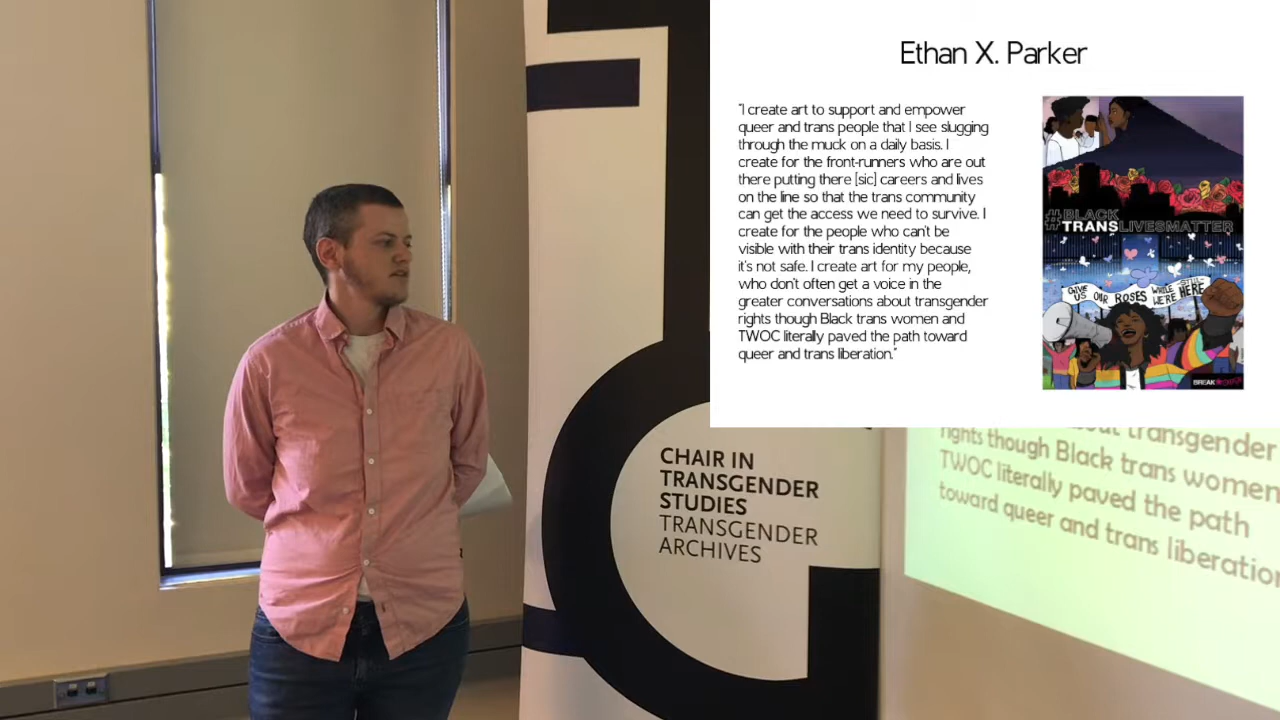 Ethan X. Parker
"I create art to support and empower
queer and trans people that I see slugging
through the muck on a daily basis. I
create for the front-runners who are out
there putting there [sic] careers and lives
on the line so that the trans community
can get the access we need to survive. I
create for the people who can't be
visible with their trans identity because
it's not safe. I create art for my people,
who don't often get a voice in the
greater conversations about transgender
rights though Black trans women and
TWOC literally paved the path toward
queer and trans liberation."
#BLACK
TRANSLIVESMATTER
GIVE US OUR ROSES WHILE -STILL-
WE'RE HERE
BREAK
CHAIR IN
TRANSGENDER
STUDIES
TRANSGENDER
ARCHIVES
transgender
rights though Black trans women
TWOC literally paved the path
toward queer and trans liberation